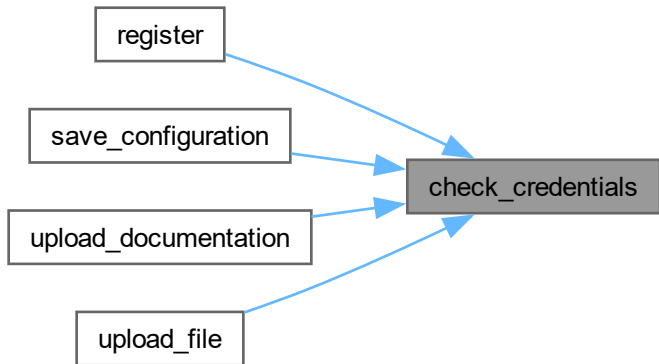 register
save_configuration
check_credentials
upload_documentation
upload_file